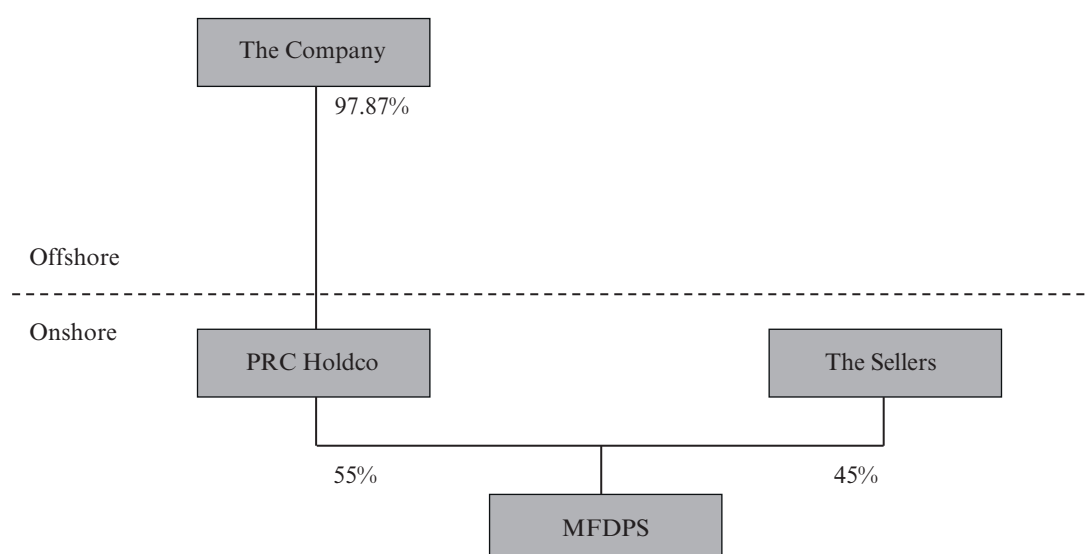 The Company
97.87%
Offshore
Onshore
PRC Holdco
The Sellers
55%
45%
MFDPS